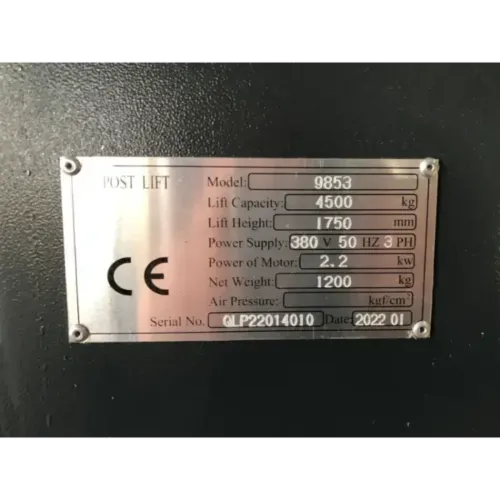 POST LIFT
Model: 9853
Lift Capacity: 4500 kg
Lift Height: 1750 mm
Power Supply: 380 V 50 HZ 3 PH
Power of Motor: 2.2 kw
Net Weight: 1200 kg
Air Pressure: kgf/cm²
CE
Serial No. QLP22014010 Date: 2022.01